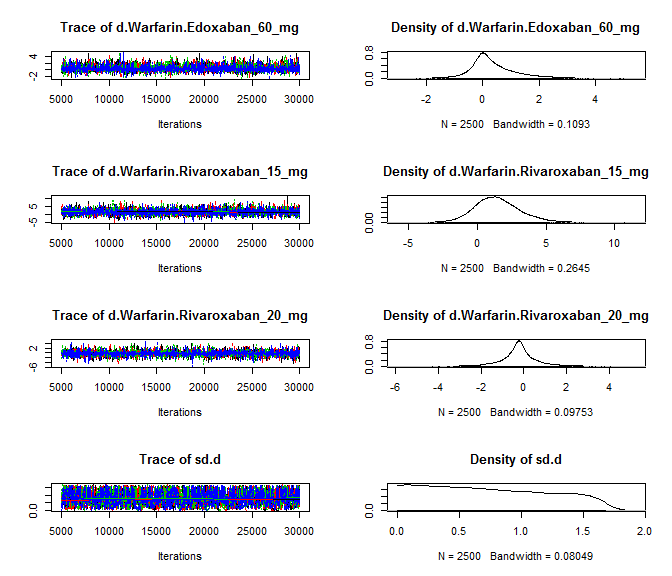 Trace of d.Warfarin.Edoxaban_60_mg
4
-2
5000 10000 15000 20000 25000 30000
Iterations
Density of d.Warfarin.Edoxaban_60_mg
0.8
0.0
-2 0 2 4
N = 2500 Bandwidth = 0.1093
Trace of d.Warfarin.Rivaroxaban_15_mg
5
-5
5000 10000 15000 20000 25000 30000
Iterations
Density of d.Warfarin.Rivaroxaban_15_mg
0.00
-5 0 5 10
N = 2500 Bandwidth = 0.2645
Trace of d.Warfarin.Rivaroxaban_20_mg
2
-6
5000 10000 15000 20000 25000 30000
Iterations
Density of d.Warfarin.Rivaroxaban_20_mg
0.8
0.0
-6 -4 -2 0 2 4
N = 2500 Bandwidth = 0.09753
Trace of sd.d
0.0
5000 10000 15000 20000 25000 30000
Iterations
Density of sd.d
0.0
0.0 0.5 1.0 1.5 2.0
N = 2500 Bandwidth = 0.08049